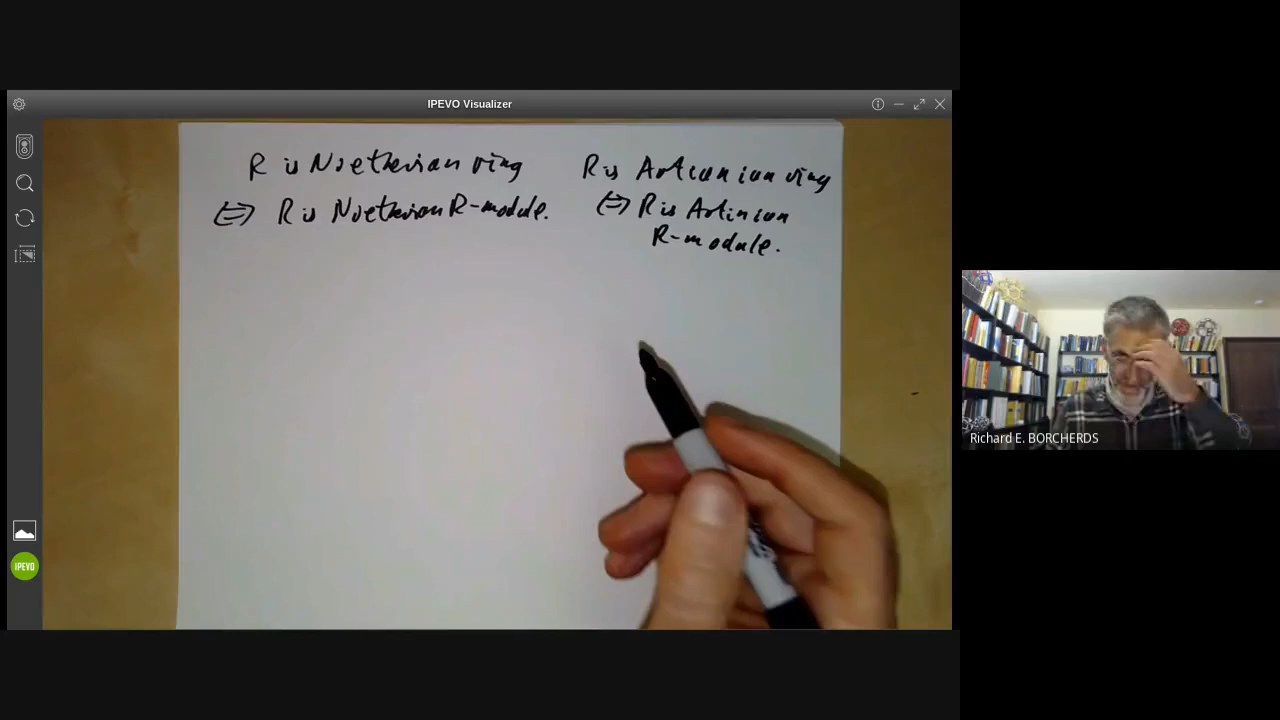 IPEVO Visualizer
R is Noetherian ring
⇔ R is Noetherian R-module.
R is Artinian ring
⇔ R is Artinian
R-module.
IPEVO
Richard E. BORCHERDS